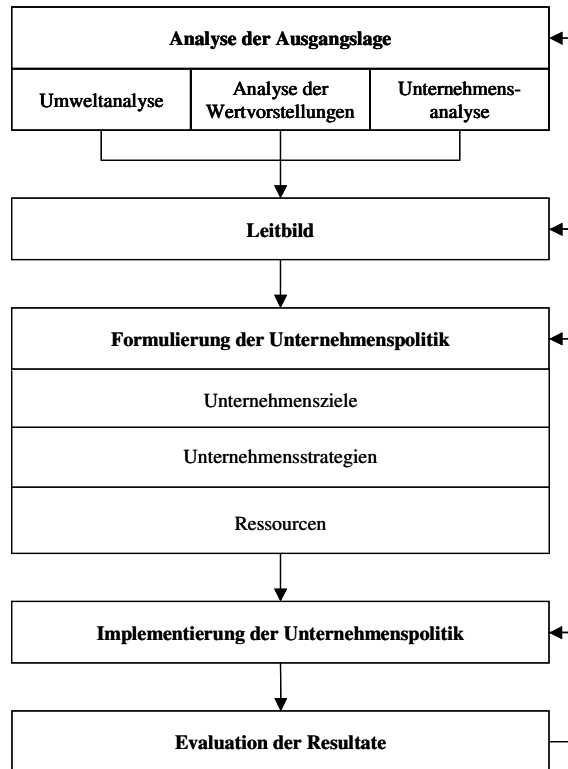 Analyse der Ausgangslage
Umweltanalyse
Analyse der
Wertvorstellungen
Unternehmens-
analyse
Leitbild
Formulierung der Unternehmenspolitik
Unternehmensziele
Unternehmensstrategien
Ressourcen
Implementierung der Unternehmenspolitik
Evaluation der Resultate